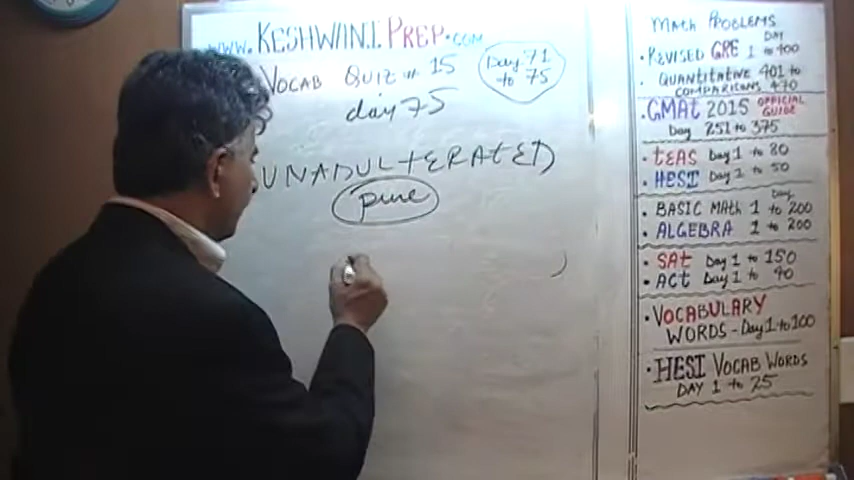 www.KESHWANIPREP.com
VOCAB QUIZ # 15
Day 71 to 75
day 75
UNADULTERATED
pure
MATH PROBLEMS
• REVISED GRE DAY 1 to 400
• QUANTITATIVE 401 to
COMPARISONS 470
• GMAT 2015 OFFICIAL GUIDE
Day 251 to 375
• TEAS Day 1 to 80
• HESI Day 1 to 50
• BASIC MATH Day 1 to 200
• ALGEBRA 1 to 200
• SAT Day 1 to 150
• ACT Day 1 to 40
• VOCABULARY
WORDS - Day 1 to 100
• HESI VOCAB WORDS
DAY 1 to 25